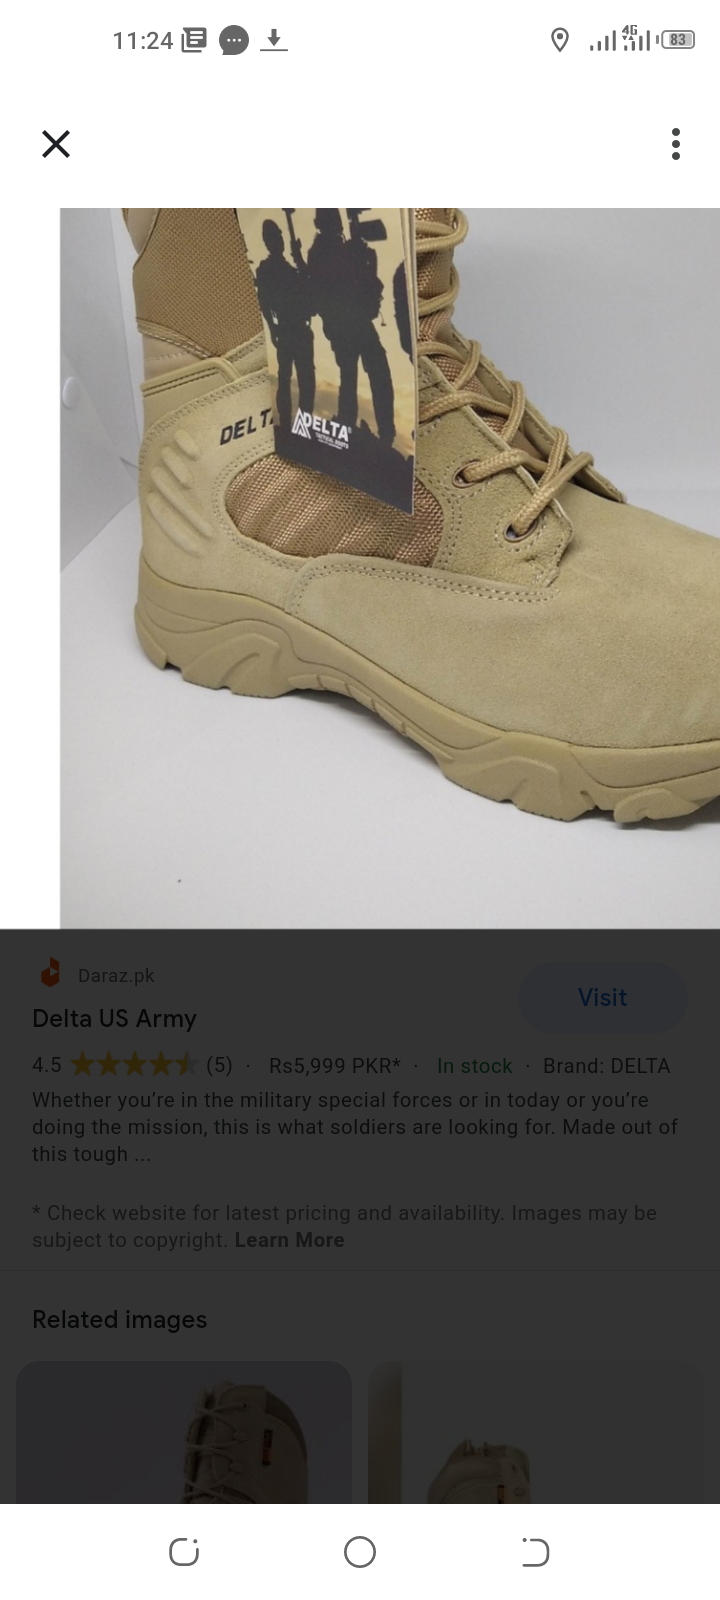 11:24
4G
83
DELTA
DELTA®
TACTICAL BOOTS
Daraz.pk
Visit
Delta US Army
4.5 (5) · Rs5,999 PKR* · In stock · Brand: DELTA
Whether you’re in the military special forces or in today or you’re
doing the mission, this is what soldiers are looking for. Made out of
this tough ...
* Check website for latest pricing and availability. Images may be
subject to copyright. Learn More
Related images